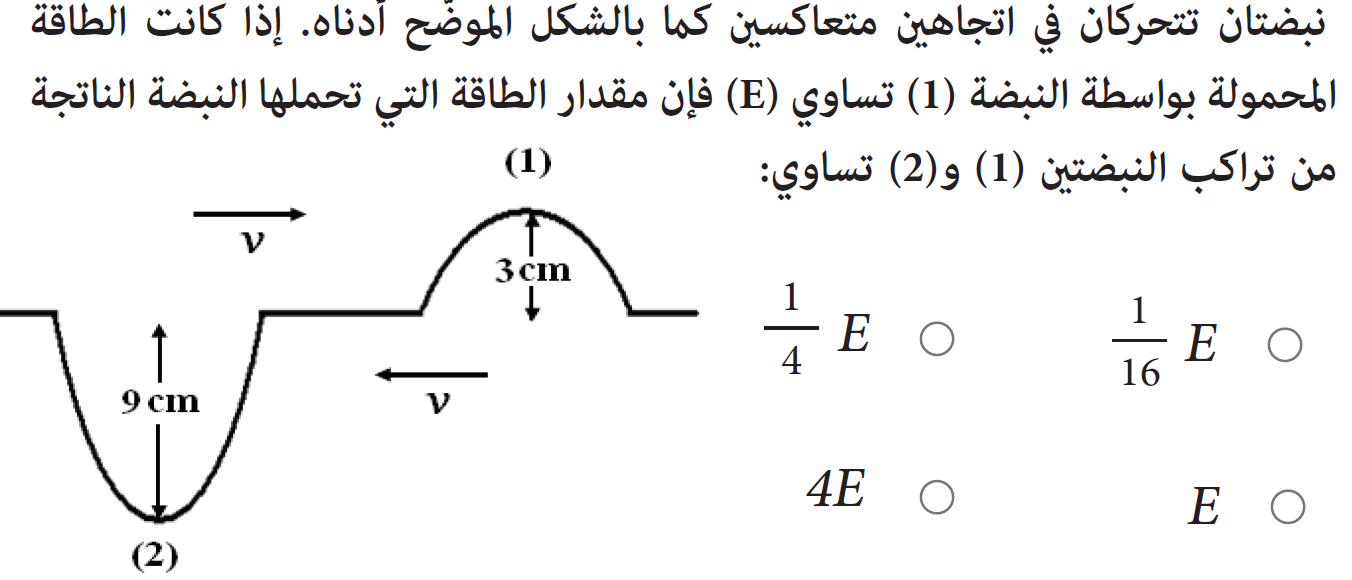 نبضتان تتحركان في اتجاهين متعاكسين كما بالشكل الموضّح أدناه. إذا كانت الطاقة
المحمولة بواسطة النبضة (1) تساوي (E) فإن مقدار الطاقة التي تحملها النبضة الناتجة
من تراكب النبضتين (1) و(2) تساوي:
(1)
v
3 cm
9 cm
v
(2)
1/16 E
1/4 E
E
4E